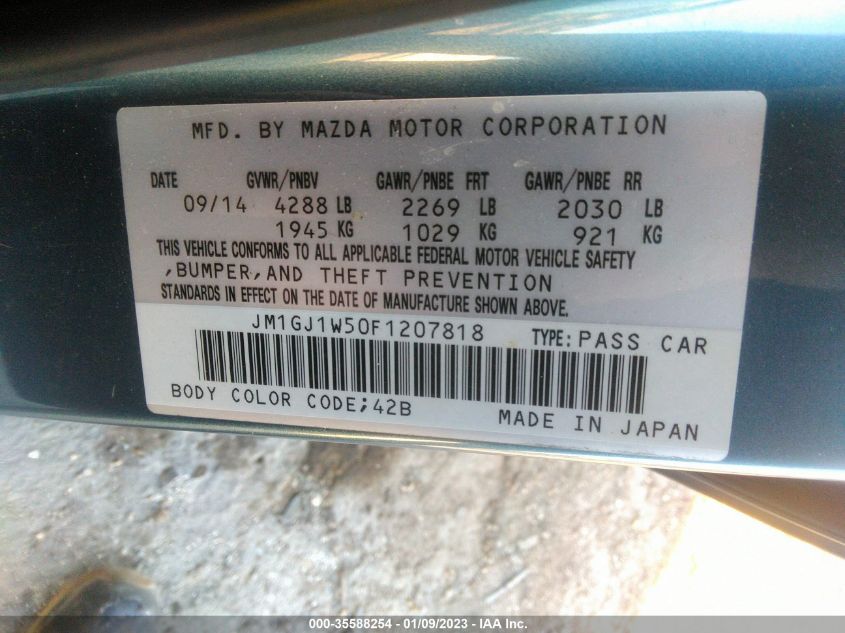 MFD. BY MAZDA MOTOR CORPORATION
DATE GVWR/PNBV GAWR/PNBE FRT GAWR/PNBE RR
09/14 4288 LB 2269 LB 2030 LB
1945 KG 1029 KG 921 KG
THIS VEHICLE CONFORMS TO ALL APPLICABLE FEDERAL MOTOR VEHICLE SAFETY
,BUMPER,AND THEFT PREVENTION
STANDARDS IN EFFECT ON THE DATE OF MANUFACTURE SHOWN ABOVE.
JM1GJ1W50F1207818 TYPE:PASS CAR
BODY COLOR CODE;42B MADE IN JAPAN
000-35588254 - 01/09/2023 - IAA Inc.